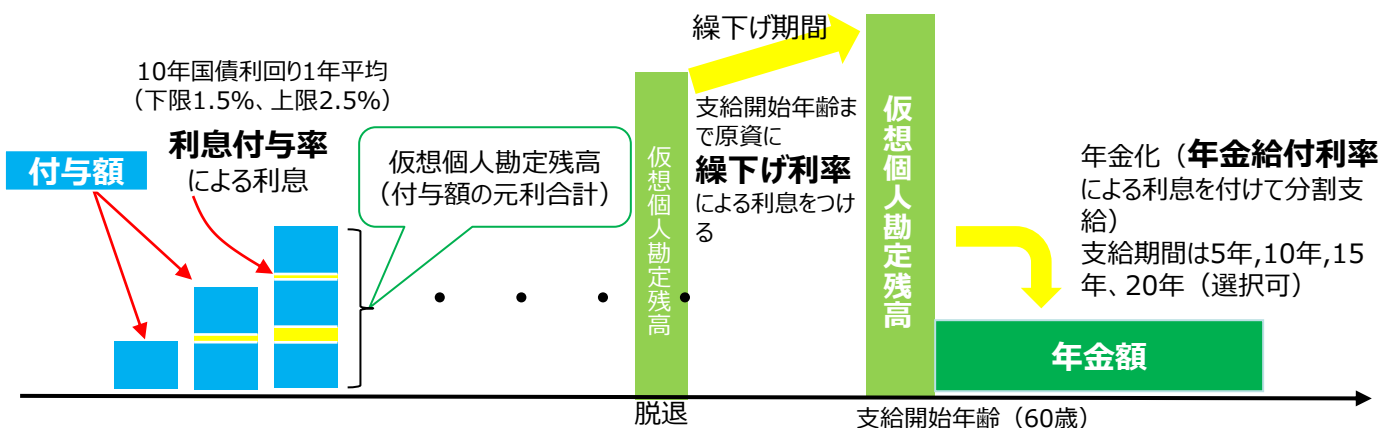 10年国債利回り1年平均
（下限1.5%、上限2.5%）
付与額
利息付与率
による利息
仮想個人勘定残高
（付与額の元利合計）
仮想個人勘定残高
脱退
繰下げ期間
支給開始年齢ま
で原資に
繰下げ利率
による利息をつけ
る
仮想個人勘定残高
支給開始年齢（60歳）
年金化（年金給付利率
による利息を付けて分割支
給）
支給期間は5年,10年,15
年、20年（選択可）
年金額